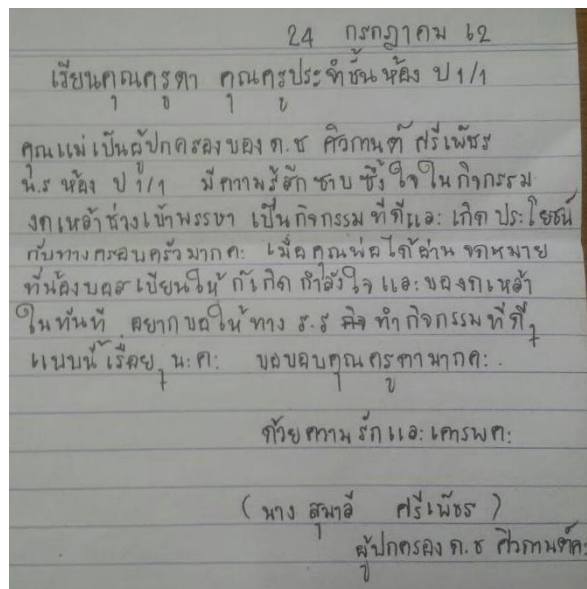 24 กรกฎาคม 62
เรียนคุณครูตา คุณครูประจำชั้นห้อง ป 1/1
คุณแม่เป็นผู้ปกครองของ ด.ช ศิวกานต์ ศรีเพ็ชร
น.ร ห้อง ป 1/1 มีความรู้สึกซาบซึ้งใจในกิจกรรม
งดเหล้าช่วงเข้าพรรษา เป็นกิจกรรมที่ดีและเกิดประโยชน์
กับทางครอบครัวมากคะ เมื่อคุณพ่อได้อ่านจดหมาย
ที่น้องบอสเขียนให้ ก็เกิดกำลังใจและของดเหล้า
ในทันที อยากขอให้ทาง ร.ร ทำกิจกรรมที่ดีๆ
แบบนี้เรื่อยๆนะคะ ขอบขอบคุณครูตามากคะ.
ด้วยความรักและเคารพคะ
( นาง สุมาลี ศรีเพ็ชร )
ผู้ปกครอง ด.ช ศิวกานต์คะ